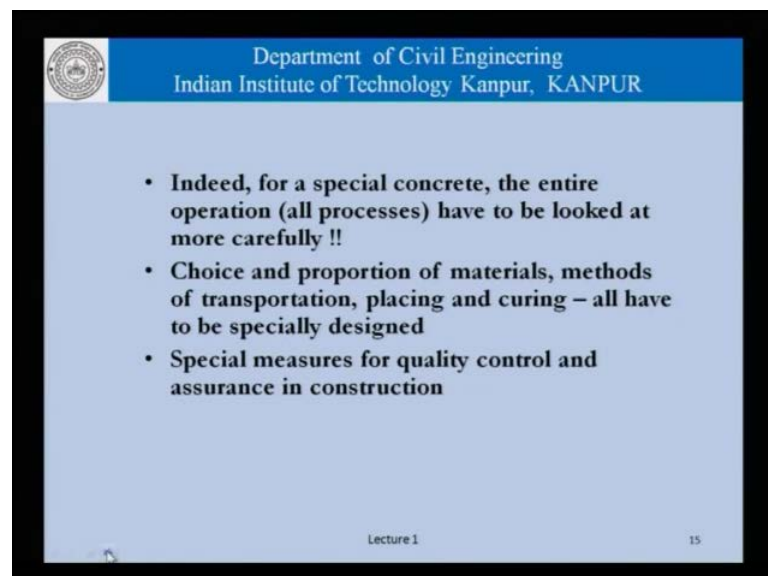 Department of Civil Engineering
Indian Institute of Technology Kanpur, KANPUR
• Indeed, for a special concrete, the entire
operation (all processes) have to be looked at
more carefully !!
• Choice and proportion of materials, methods
of transportation, placing and curing – all have
to be specially designed
• Special measures for quality control and
assurance in construction
Lecture 1
15